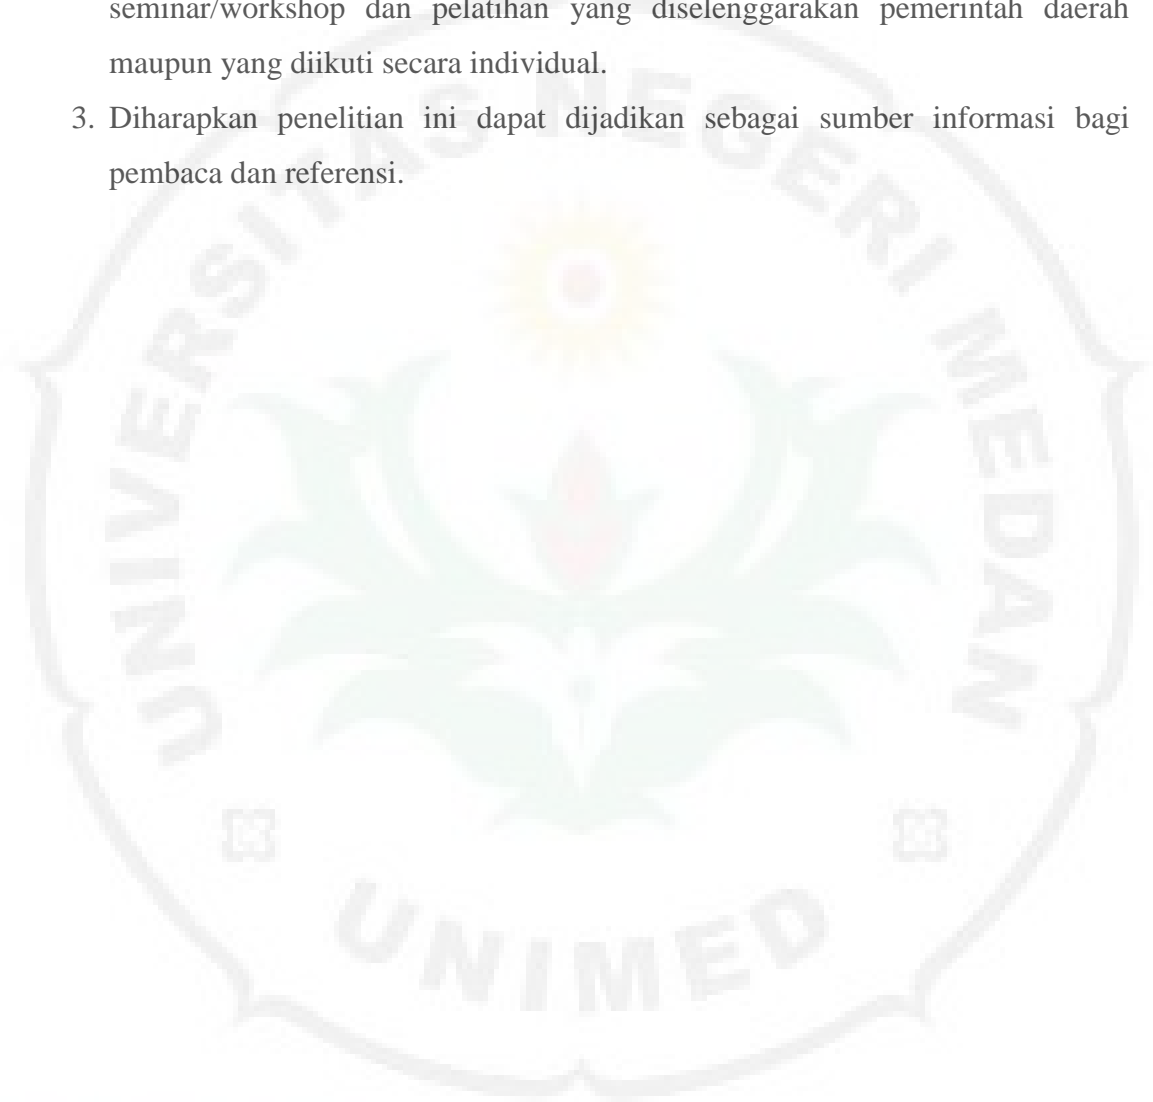 seminar/workshop dan pelatihan yang diselenggarakan pemerintah daerah
maupun yang diikuti secara individual.
3. Diharapkan penelitian ini dapat dijadikan sebagai sumber informasi bagi
pembaca dan referensi.
UNIVERSITAS NEGERI MEDAN
UNIMED